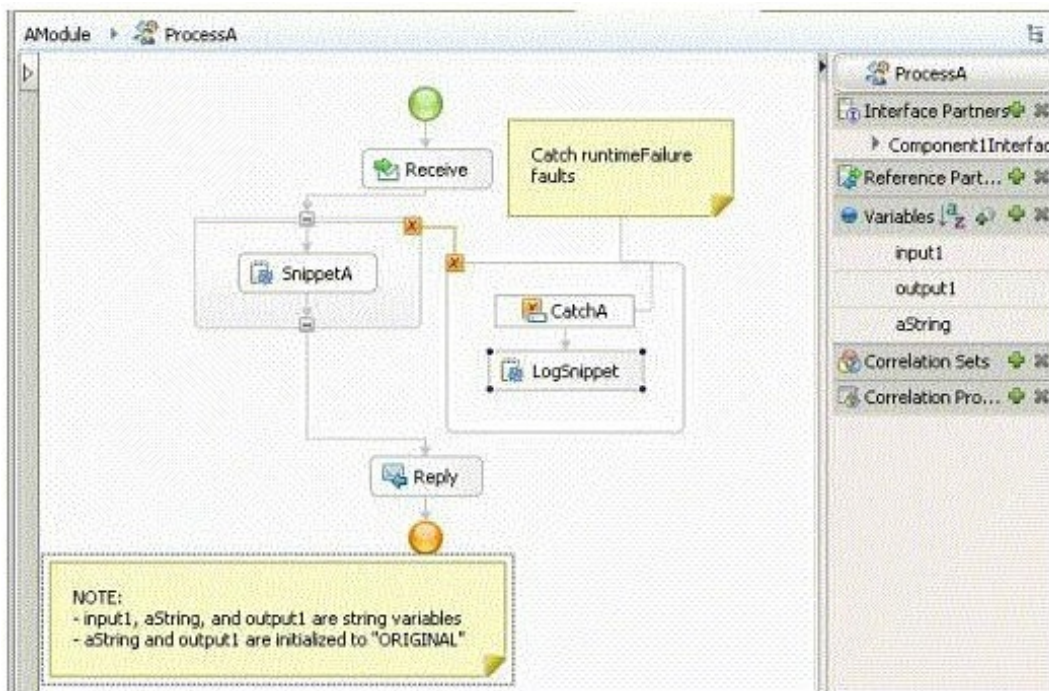 AModule ProcessA
Receive
Catch runtimeFailure
faults
SnippetA
CatchA
LogSnippet
Reply
NOTE:
- input1, aString, and output1 are string variables
- aString and output1 are initialized to "ORIGINAL"
ProcessA
Interface Partners
Component1Interfac
Reference Part...
Variables
input1
output1
aString
Correlation Sets
Correlation Pro...